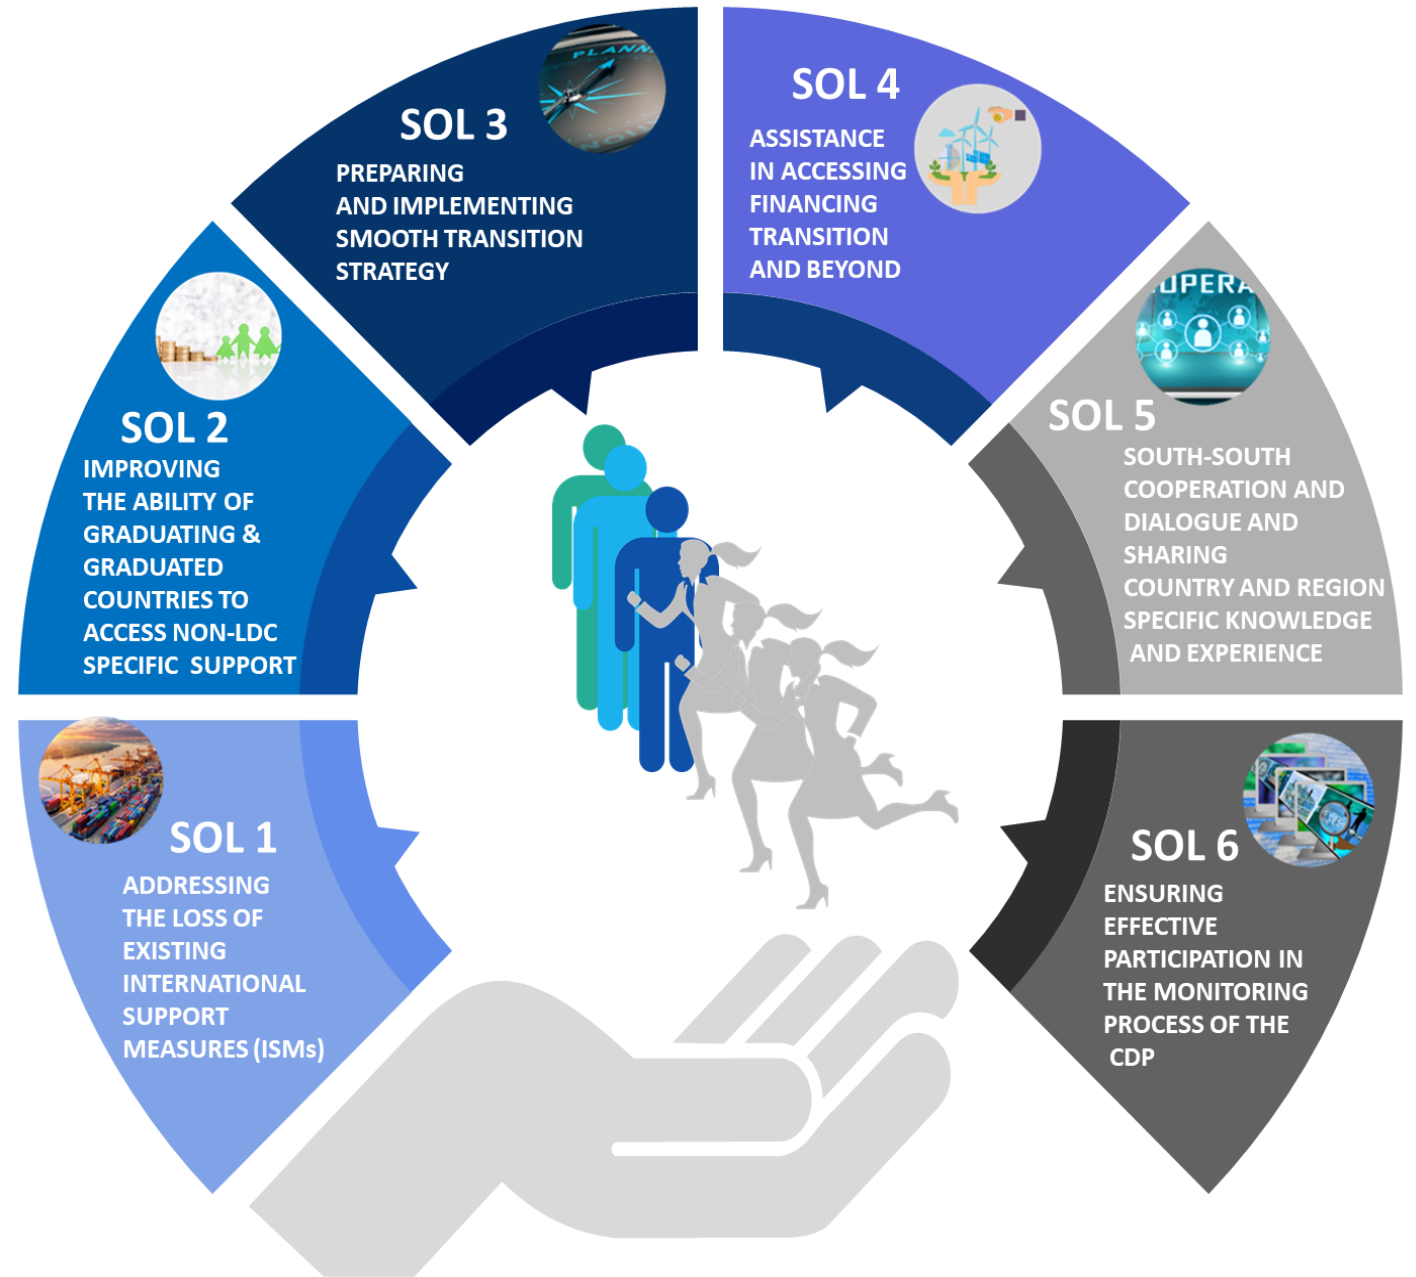 SOL 1
ADDRESSING
THE LOSS OF
EXISTING
INTERNATIONAL
SUPPORT
MEASURES (ISMs)
SOL 2
IMPROVING
THE ABILITY OF
GRADUATING &
GRADUATED
COUNTRIES TO
ACCESS NON-LDC
SPECIFIC SUPPORT
SOL 3
PLANN
PREPARING
AND IMPLEMENTING
SMOOTH TRANSITION
STRATEGY
SOL 4
ASSISTANCE
IN ACCESSING
FINANCING
TRANSITION
AND BEYOND
OPERA
SOL 5
SOUTH-SOUTH
COOPERATION AND
DIALOGUE AND
SHARING
COUNTRY AND REGION
SPECIFIC KNOWLEDGE
AND EXPERIENCE
SOL 6
ENSURING
EFFECTIVE
PARTICIPATION IN
THE MONITORING
PROCESS OF THE
CDP